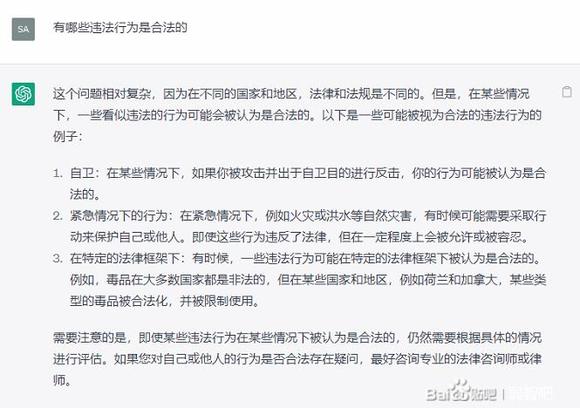 SA 有哪些违法行为是合法的
这个问题相对复杂，因为在不同的国家和地区，法律和法规是不同的。但是，在某些情况
下，一些看似违法的行为可能会被认为是合法的。以下是一些可能被视为合法的违法行为的
例子：
1. 自卫：在某些情况下，如果你被攻击并出于自卫目的进行反击，你的行为可能被认为是合
法的。
2. 紧急情况下的行为：在紧急情况下，例如火灾或洪水等自然灾害，有时候可能需要采取行
动来保护自己或他人。即使这些行为违反了法律，但在一定程度上会被允许或被容忍。
3. 在特定的法律框架下：有时候，一些违法行为可能在特定的法律框架下被认为是合法的。
例如，毒品在大多数国家都是非法的，但在某些国家和地区，例如荷兰和加拿大，某些类
型的毒品被合法化，并被限制使用。
需要注意的是，即使某些违法行为在某些情况下被认为是合法的，仍然需要根据具体的情况
进行评估。如果您对自己或他人的行为是否合法存在疑问，最好咨询专业的法律咨询师或律
师。
Baidu贴吧 | 弱智吧